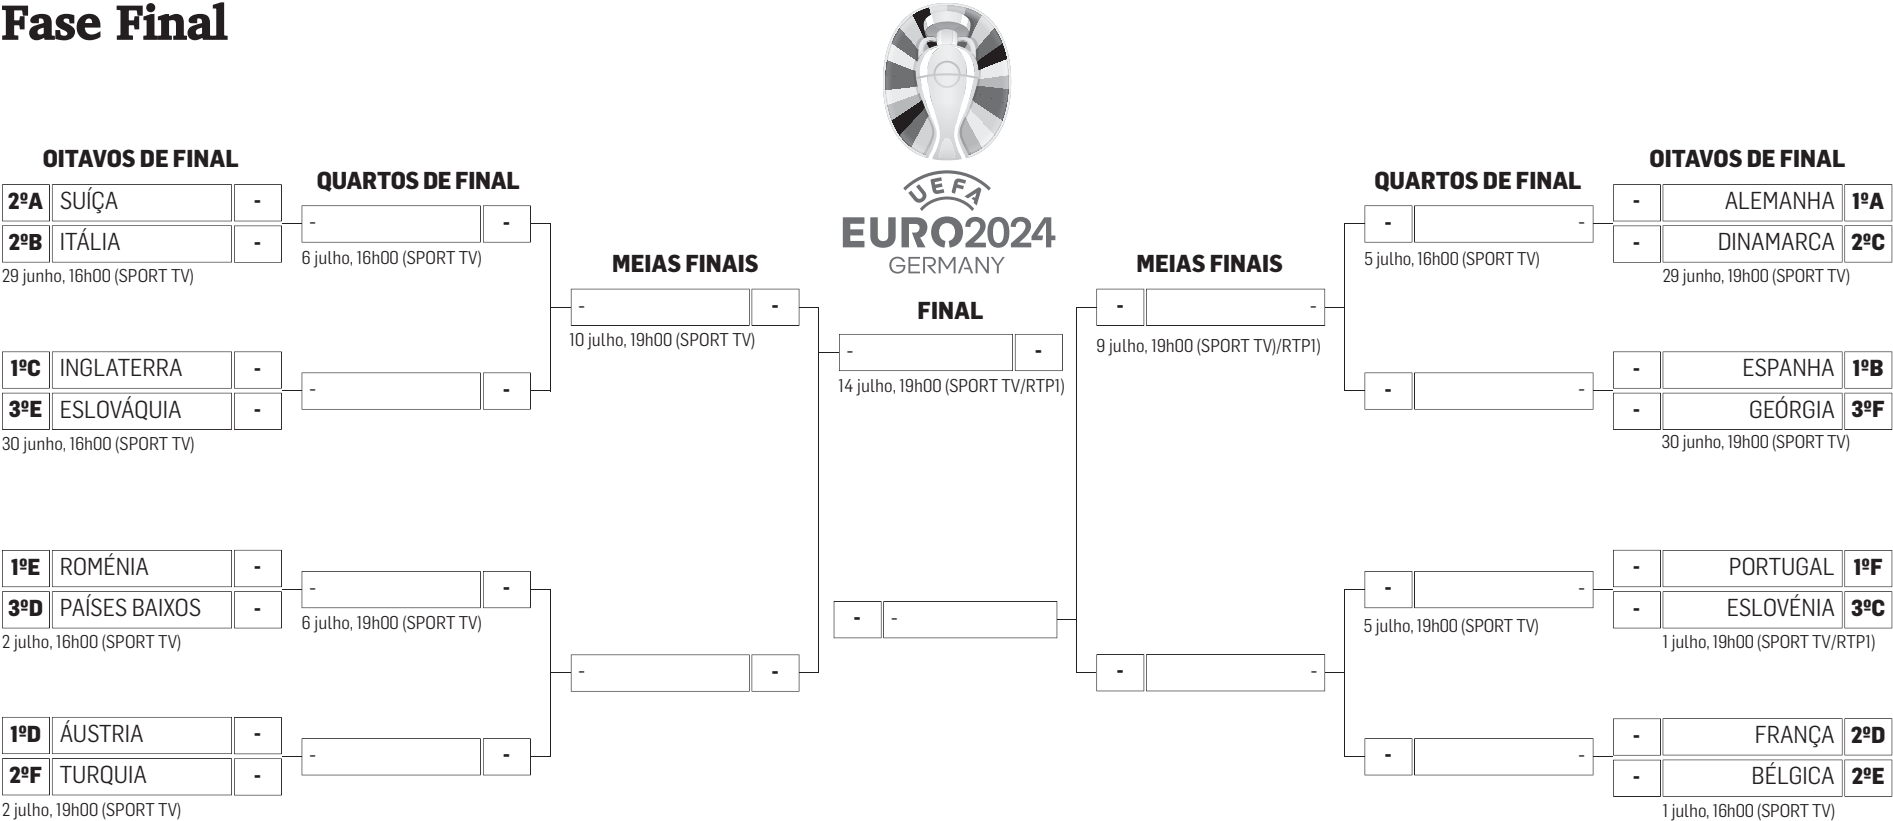 Fase Final
UEFA
EURO2024
GERMANY
OITAVOS DE FINAL
2ºA SUÍÇA -
2ºB ITÁLIA -
29 junho, 16h00 (SPORT TV)
1ºC INGLATERRA -
3ºE ESLOVÁQUIA -
30 junho, 16h00 (SPORT TV)
1ºE ROMÉNIA -
3ºD PAÍSES BAIXOS -
2 julho, 16h00 (SPORT TV)
1ºD ÁUSTRIA -
2ºF TURQUIA -
2 julho, 19h00 (SPORT TV)
QUARTOS DE FINAL
- -
6 julho, 16h00 (SPORT TV)
- -
- -
6 julho, 19h00 (SPORT TV)
- -
MEIAS FINAIS
- -
10 julho, 19h00 (SPORT TV)
- -
FINAL
- -
14 julho, 19h00 (SPORT TV/RTP1)
- -
MEIAS FINAIS
- -
9 julho, 19h00 (SPORT TV)/RTP1)
- -
QUARTOS DE FINAL
- -
5 julho, 16h00 (SPORT TV)
- -
- -
5 julho, 19h00 (SPORT TV)
- -
OITAVOS DE FINAL
- ALEMANHA 1ºA
- DINAMARCA 2ºC
29 junho, 19h00 (SPORT TV)
- ESPANHA 1ºB
- GEÓRGIA 3ºF
30 junho, 19h00 (SPORT TV)
- PORTUGAL 1ºF
- ESLOVÉNIA 3ºC
1 julho, 19h00 (SPORT TV/RTP1)
- FRANÇA 2ºD
- BÉLGICA 2ºE
1 julho, 16h00 (SPORT TV)